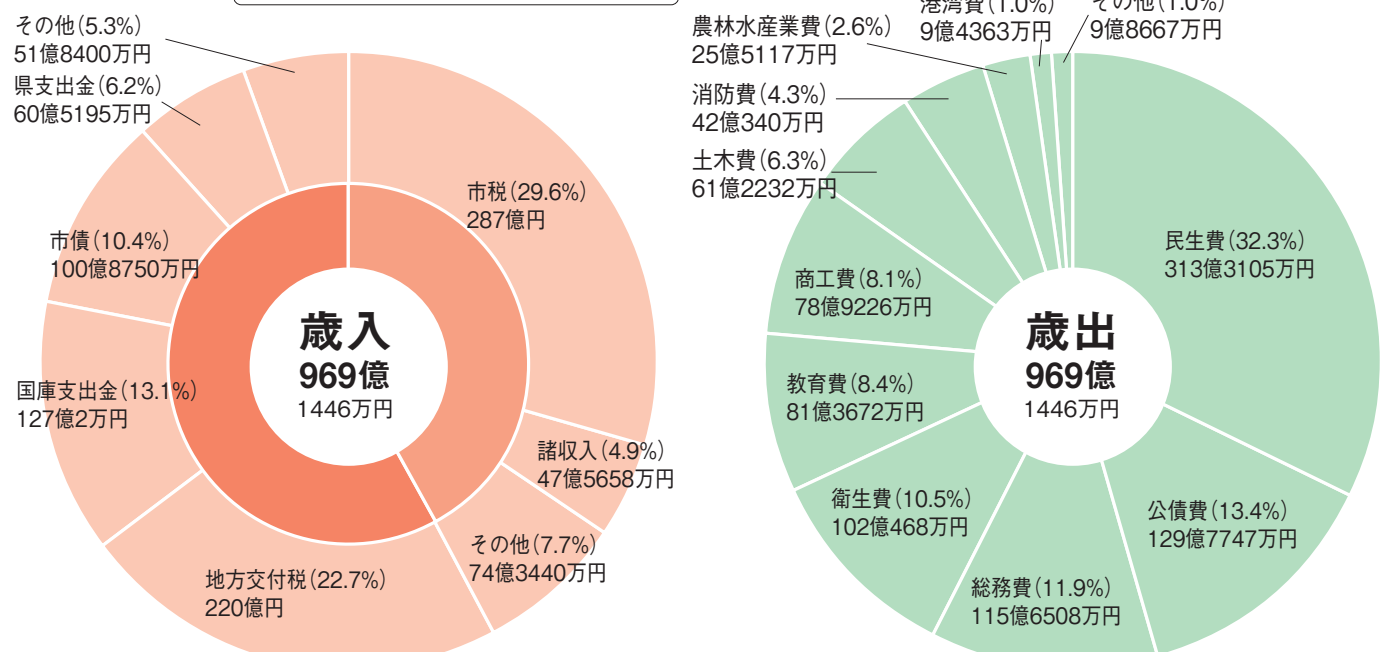 その他(5.3%)
51億8400万円
県支出金(6.2%)
60億5195万円
市債(10.4%)
100億8750万円
国庫支出金(13.1%)
127億2万円
地方交付税(22.7%)
220億円
その他(7.7%)
74億3440万円
諸収入(4.9%)
47億5658万円
市税(29.6%)
287億円
歳入
969億
1446万円
農林水産業費(2.6%)
25億5117万円
港湾費(1.0%)
9億4363万円
その他(1.0%)
9億8667万円
消防費(4.3%)
42億340万円
土木費(6.3%)
61億2232万円
商工費(8.1%)
78億9226万円
教育費(8.4%)
81億3672万円
衛生費(10.5%)
102億468万円
総務費(11.9%)
115億6508万円
公債費(13.4%)
129億7747万円
民生費(32.3%)
313億3105万円
歳出
969億
1446万円